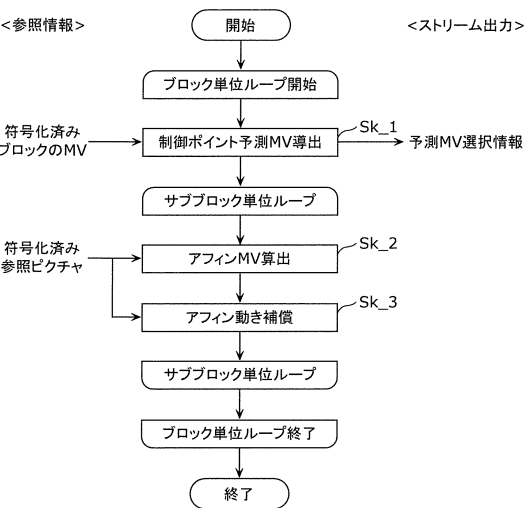 <参照情報>
開始
<ストリーム出力>
ブロック単位ループ開始
符号化済み
ブロックのMV
制御ポイント予測MV導出
Sk_1
予測MV選択情報
サブブロック単位ループ
符号化済み
参照ピクチャ
アフィンMV算出
Sk_2
アフィン動き補償
Sk_3
サブブロック単位ループ
ブロック単位ループ終了
終了